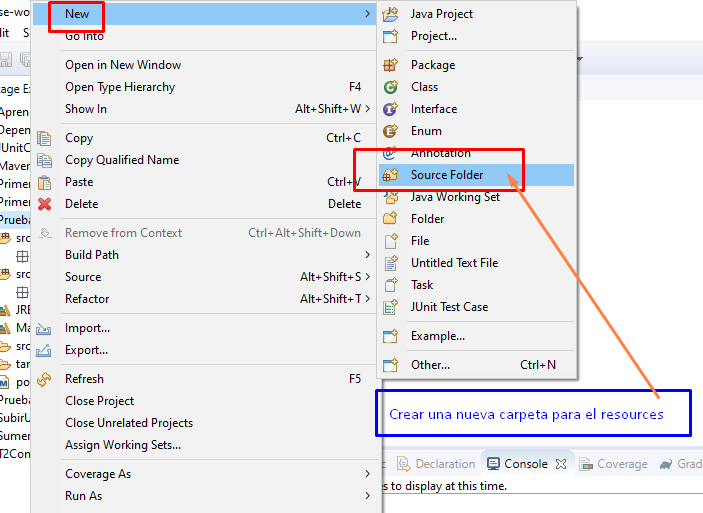 se-wo
New
Java Project
dit S
Go Into
Project...
Open in New Window
Package
Open Type Hierarchy F4
Class
Show In Alt+Shift+W
Interface
Enum
Copy Ctrl+C
Annotation
Copy Qualified Name
Source Folder
Paste Ctrl+V
Java Working Set
Delete Delete
Folder
Remove from Context Ctrl+Alt+Shift+Down
File
Build Path
Untitled Text File
Source Alt+Shift+S
Task
Refactor Alt+Shift+T
JUnit Test Case
Import...
Example...
Export...
Other... Ctrl+N
Refresh F5
Close Project
Close Unrelated Projects
Assign Working Sets...
Coverage As
Run As
Crear una nueva carpeta para el resources
Declaration Console Coverage Grad
es to display at this time.
kage Ex
Apren
Depen
JUnitC
Maver
Primer
Primer
Prueba
src
src
JRE
Ma
src
tar
po
Prueba
SubirU
Sumer
T2Con